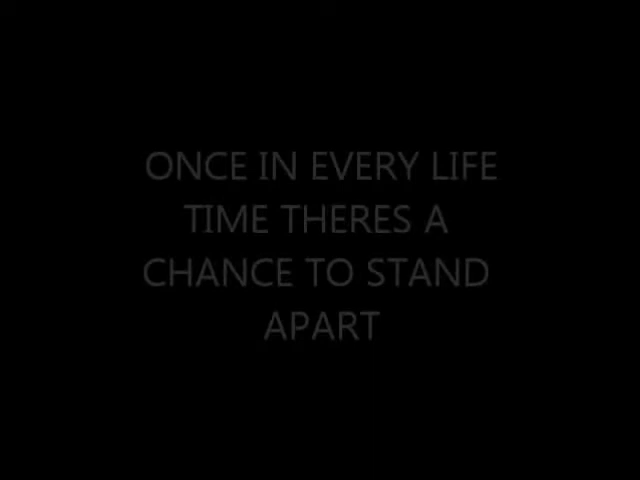 ONCE IN EVERY LIFE
TIME THERES A
CHANCE TO STAND
APART